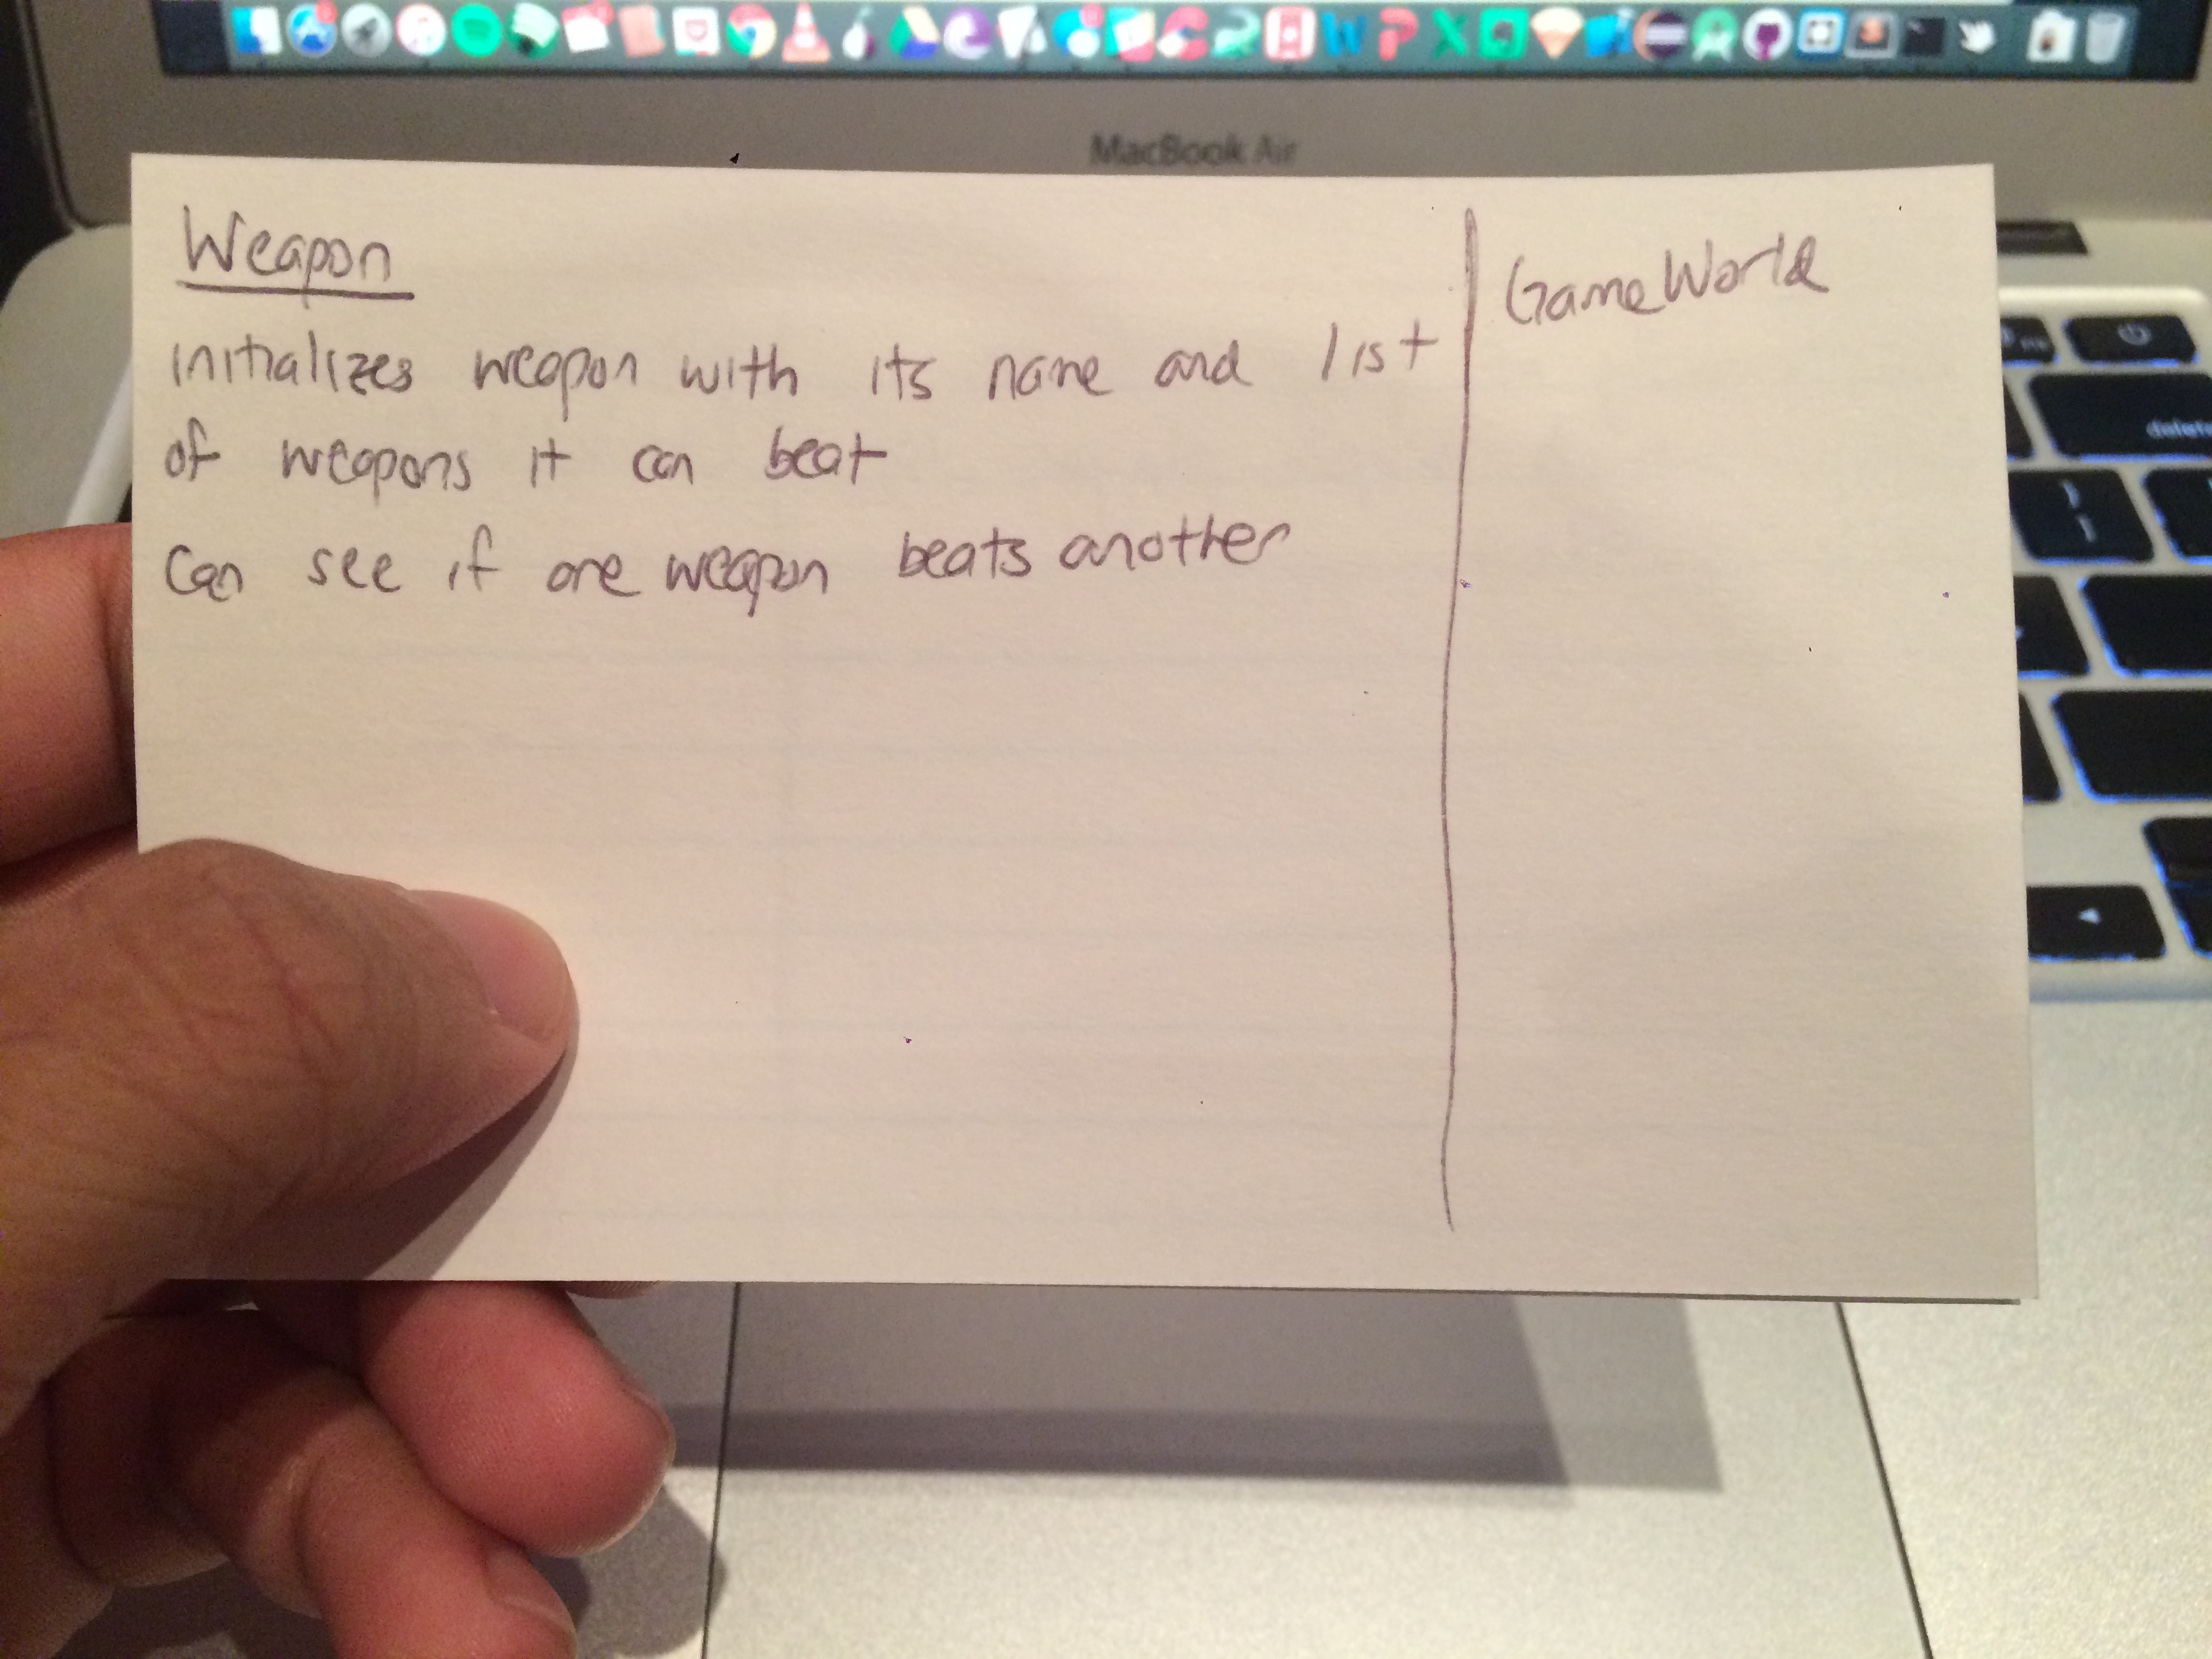 MacBook Air
Weapon
initializes weapon with its name and list
of weapons it can beat
can see if one weapon beats another
GameWorld
delete